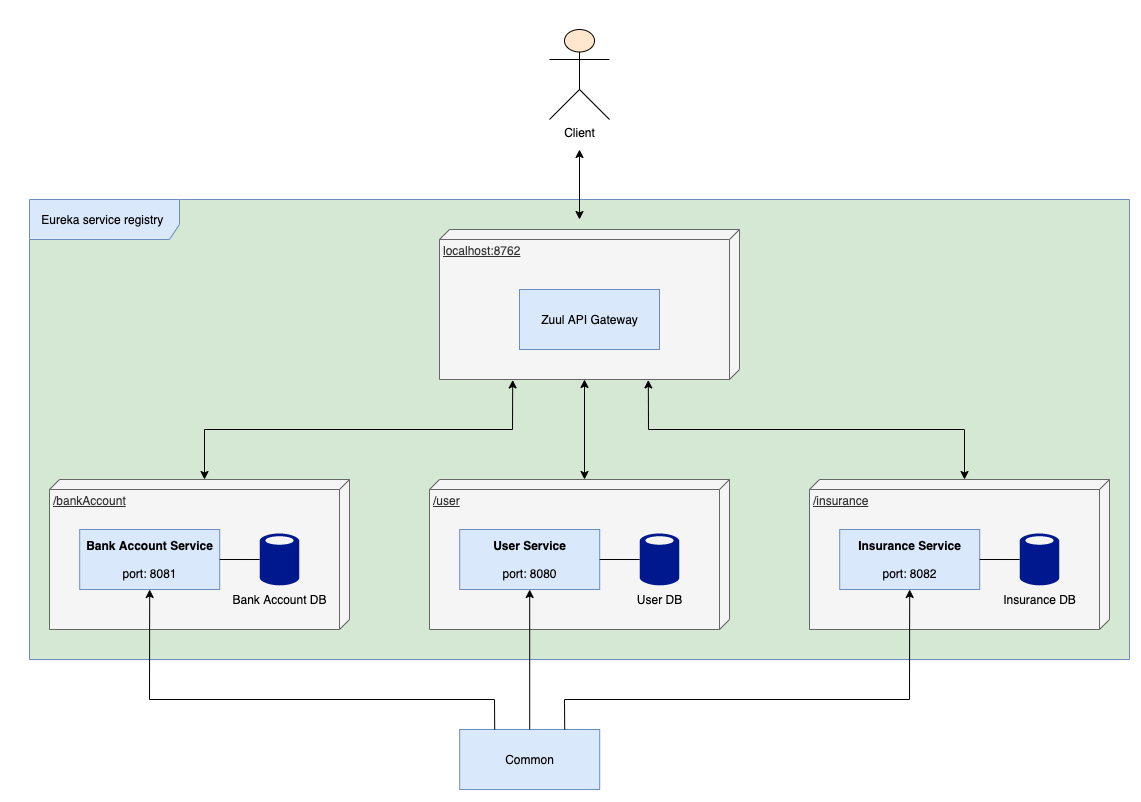 Client
Eureka service registry
localhost:8762
Zuul API Gateway
/bankAccount
Bank Account Service
port: 8081
Bank Account DB
/user
User Service
port: 8080
User DB
/insurance
Insurance Service
port: 8082
Insurance DB
Common